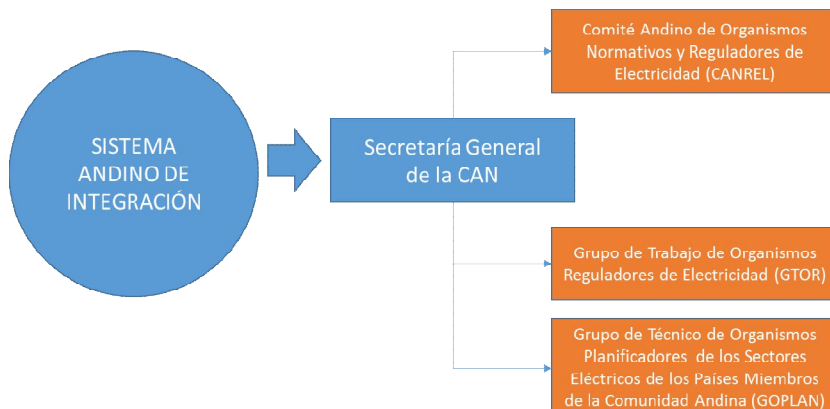 SISTEMA
ANDINO DE
INTEGRACIÓN
Secretaría General
de la CAN
Comité Andino de Organismos
Normativos y Reguladores de
Electricidad (CANREL)
Grupo de Trabajo de Organismos
Reguladores de Electricidad (GTOR)
Grupo de Técnico de Organismos
Planificadores de los Sectores
Eléctricos de los Países Miembros
de la Comunidad Andina (GOPLAN)